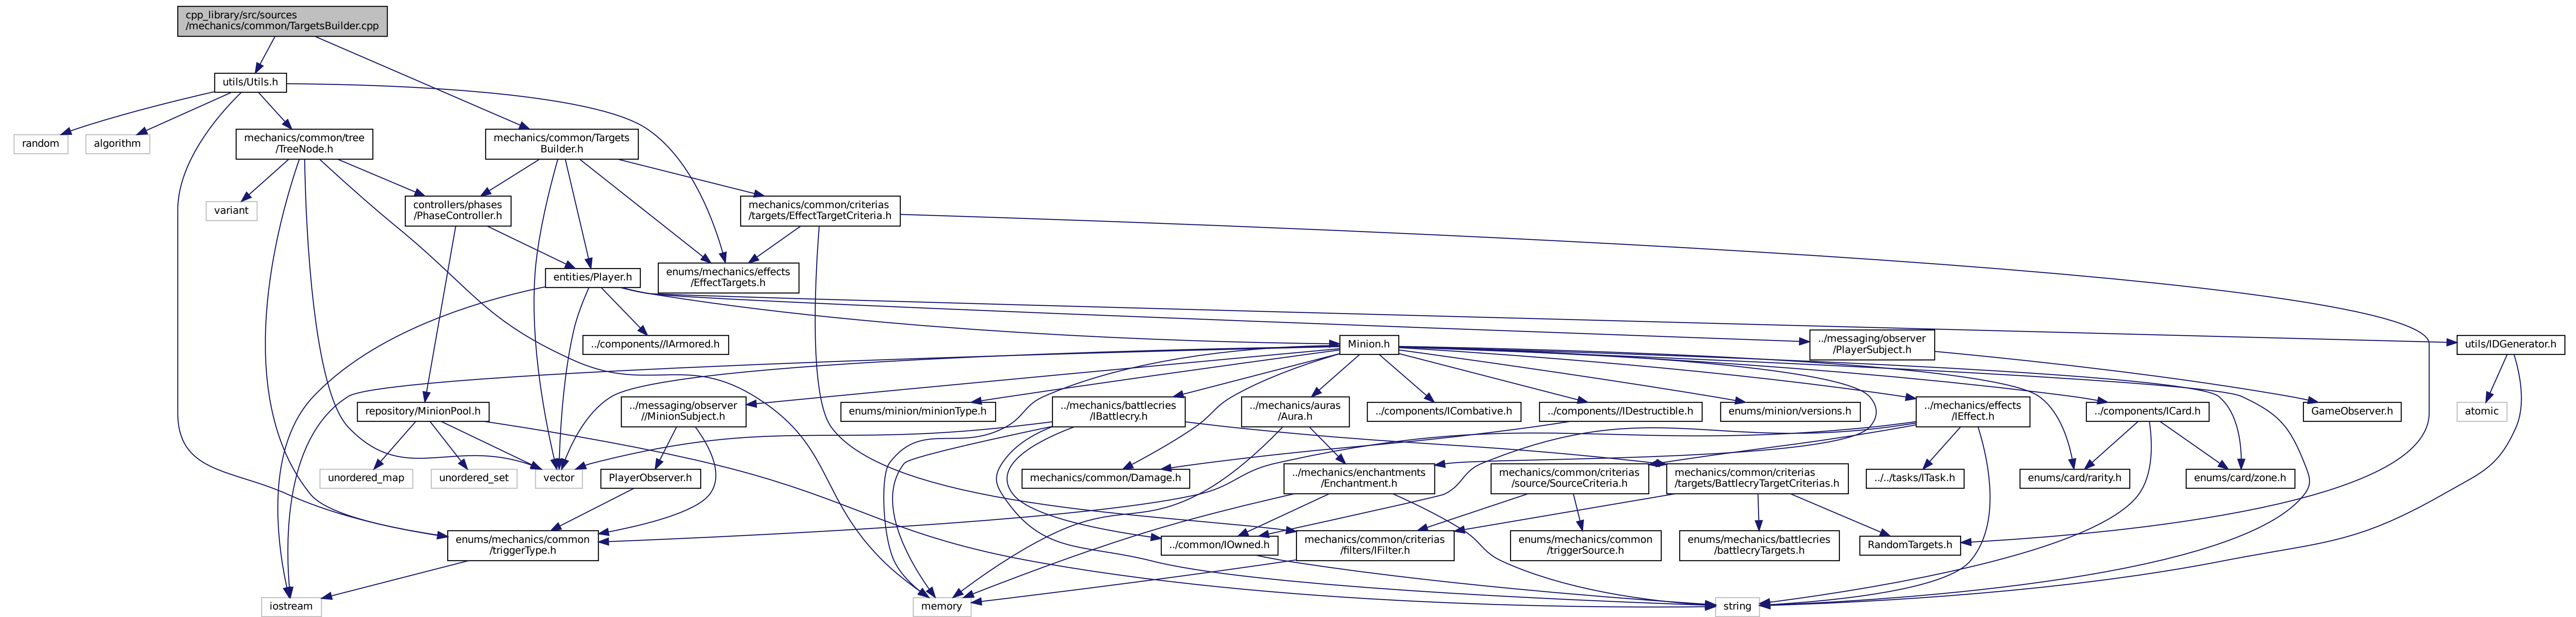 cpp_library/src/sources
/mechanics/common/TargetsBuilder.cpp
utils/Utils.h
random
algorithm
mechanics/common/tree
/TreeNode.h
mechanics/common/Targets
Builder.h
variant
controllers/phases
/PhaseController.h
mechanics/common/criterias
/targets/EffectTargetCriteria.h
entities/Player.h
enums/mechanics/effects
/EffectTargets.h
../components//IArmored.h
Minion.h
../messaging/observer
/PlayerSubject.h
utils/IDGenerator.h
repository/MinionPool.h
../messaging/observer
//MinionSubject.h
enums/minion/minionType.h
../mechanics/battlecries
/IBattlecry.h
../mechanics/auras
/Aura.h
../components/ICombative.h
../components//IDestructible.h
enums/minion/versions.h
../mechanics/effects
/IEffect.h
../components/ICard.h
GameObserver.h
atomic
unordered_map
unordered_set
vector
PlayerObserver.h
mechanics/common/Damage.h
../mechanics/enchantments
/Enchantment.h
mechanics/common/criterias
/source/SourceCriteria.h
mechanics/common/criterias
/targets/BattlecryTargetCriterias.h
../../tasks/ITask.h
enums/card/rarity.h
enums/card/zone.h
enums/mechanics/common
/triggerType.h
../common/IOwned.h
mechanics/common/criterias
/filters/IFilter.h
enums/mechanics/common
/triggerSource.h
enums/mechanics/battlecries
/battlecryTargets.h
RandomTargets.h
iostream
memory
string